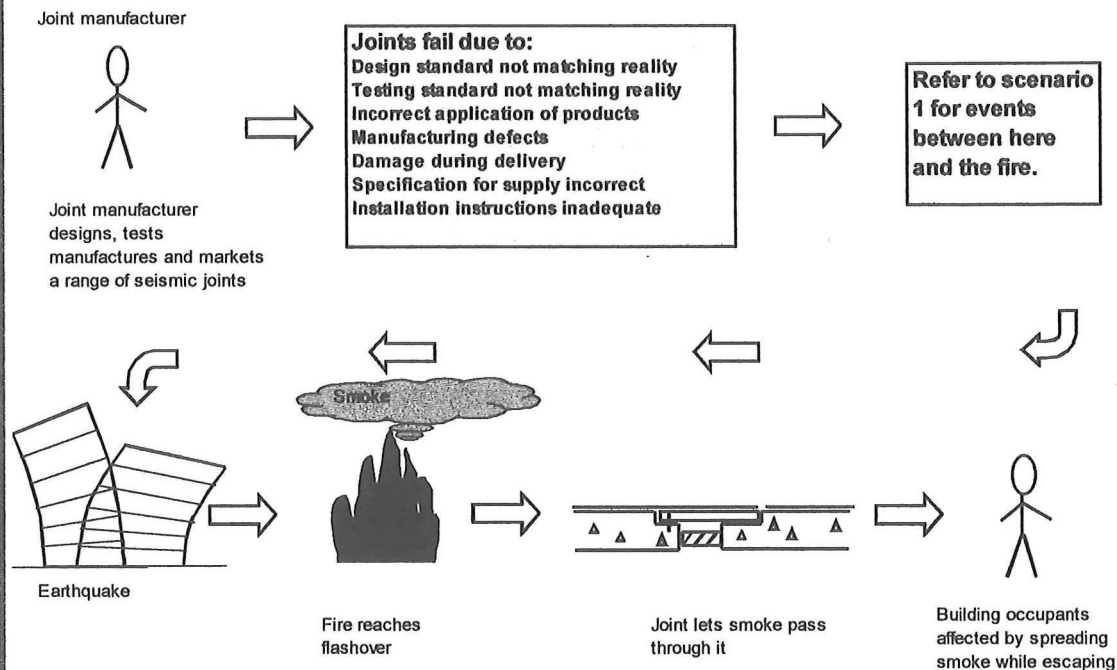 Joint manufacturer
Joints fail due to:
Design standard not matching reality
Testing standard not matching reality
Incorrect application of products
Manufacturing defects
Damage during delivery
Specification for supply incorrect
Installation instructions inadequate
Refer to scenario
1 for events
between here
and the fire.
Joint manufacturer
designs, tests
manufactures and markets
a range of seismic joints
Smoke
Earthquake
Fire reaches
flashover
Joint lets smoke pass
through it
Building occupants
affected by spreading
smoke while escaping